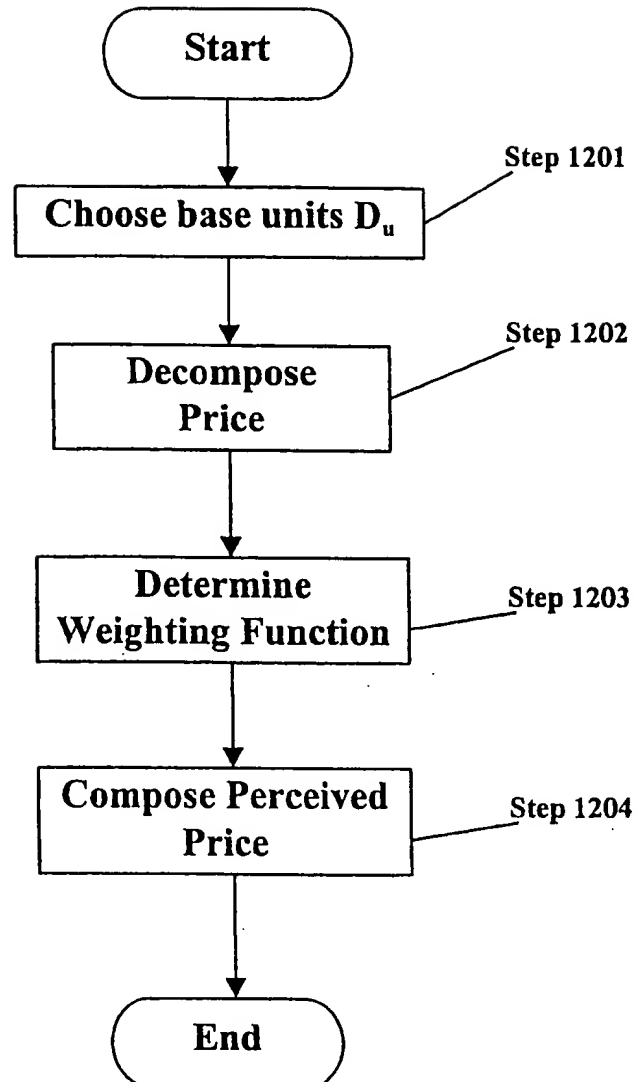 Start
Step 1201
Choose base units Du
Step 1202
Decompose
Price
Determine
Weighting Function
Step 1203
Compose Perceived
Price
Step 1204
End